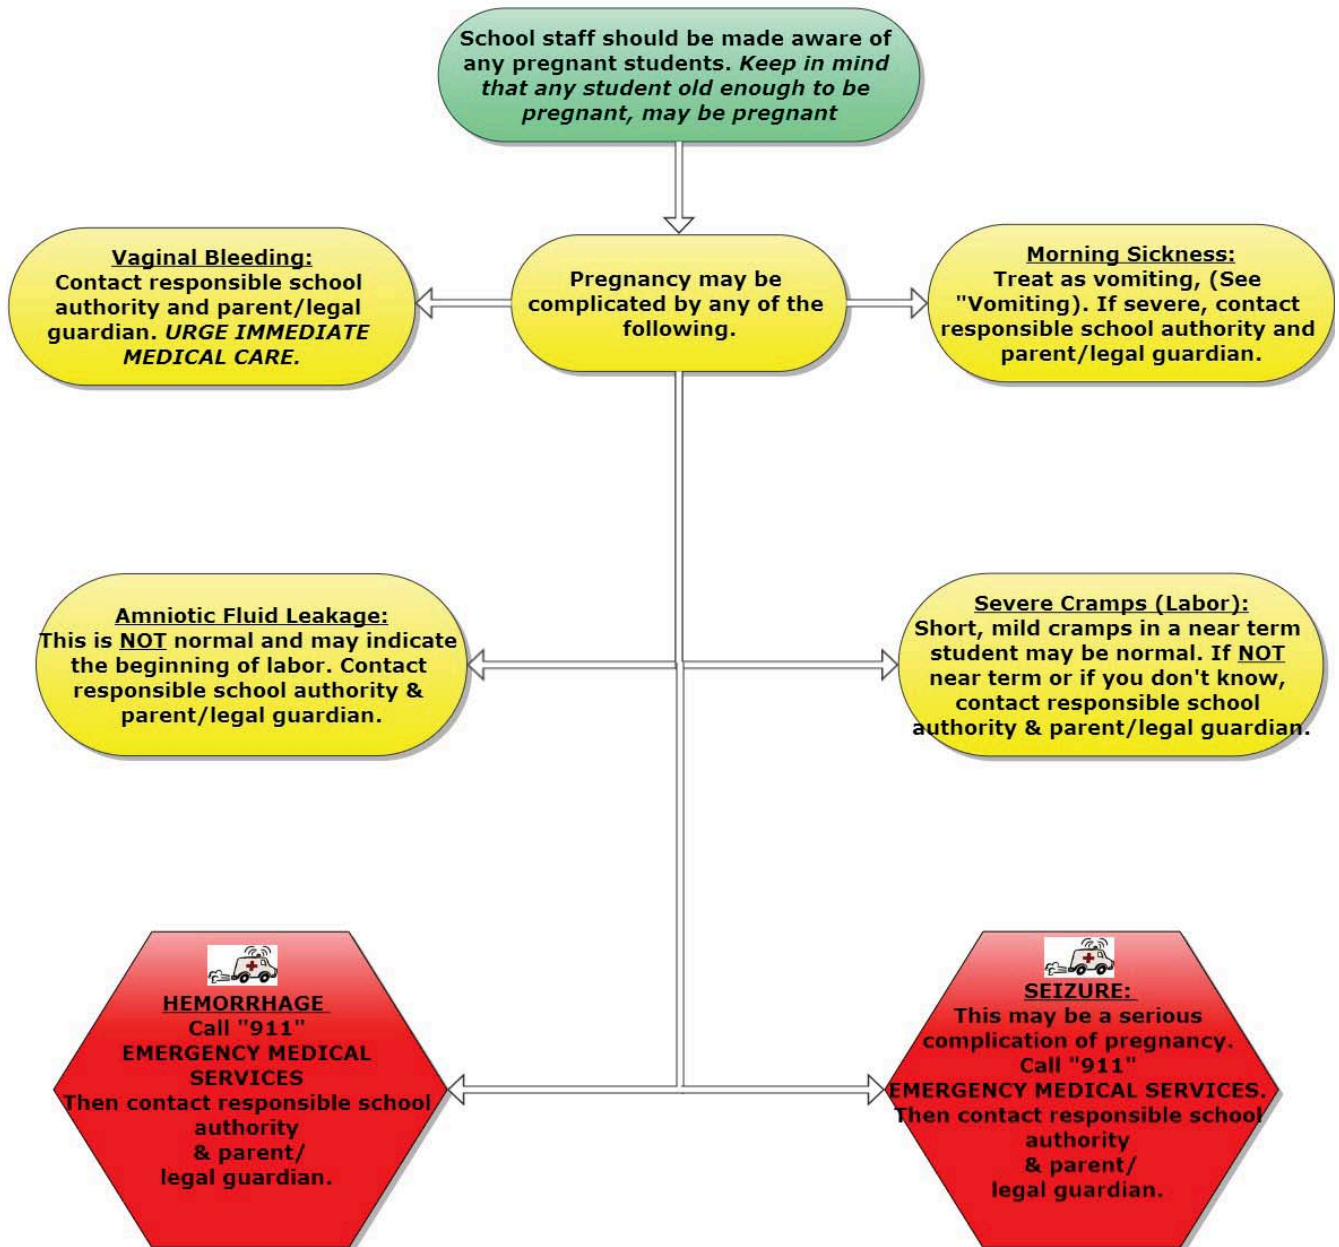 School staff should be made aware of
any pregnant students. Keep in mind
that any student old enough to be
pregnant, may be pregnant
Vaginal Bleeding:
Contact responsible school
authority and parent/legal
guardian. URGE IMMEDIATE
MEDICAL CARE.
Pregnancy may be
complicated by any of the
following.
Morning Sickness:
Treat as vomiting, (See
"Vomiting). If severe, contact
responsible school authority and
parent/legal guardian.
Amniotic Fluid Leakage:
This is NOT normal and may indicate
the beginning of labor. Contact
responsible school authority &
parent/legal guardian.
Severe Cramps (Labor):
Short, mild cramps in a near term
student may be normal. If NOT
near term or if you don't know,
contact responsible school
authority & parent/legal guardian.
HEMORRHAGE
Call "911"
EMERGENCY MEDICAL
SERVICES
Then contact responsible school
authority
& parent/
legal guardian.
SEIZURE:
This may be a serious
complication of pregnancy.
Call "911"
EMERGENCY MEDICAL SERVICES.
Then contact responsible school
authority
& parent/
legal guardian.